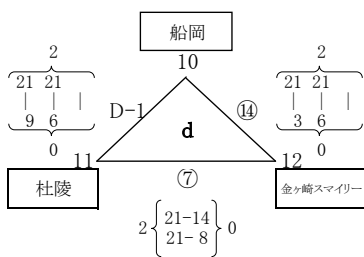 船岡
10
2
21 21
| | |
9 6
0
D-1
⑭
2
21 21
| | |
3 6
0
d
11
12
杜陵
⑦
金ヶ崎スマイリー
2 { 21-14 } 0
21- 8